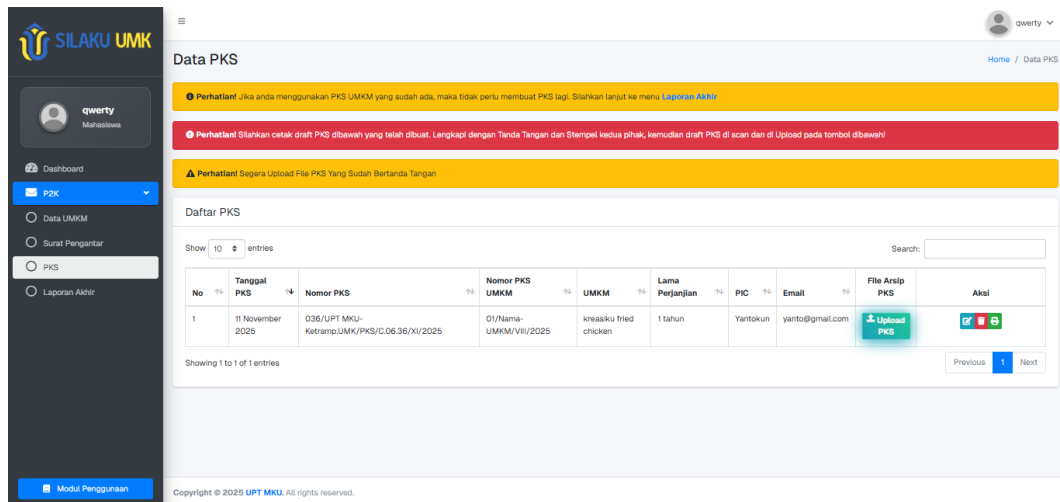 SILAKU UMK
qwerty
qwerty
Mahasiswa
Dashboard
P2K
Data UMKM
Surat Pengantar
PKS
Laporan Akhir
Modul Penggunaan
Data PKS
Home / Data PKS
Perhatian! Jika anda menggunakan PKS UMKM yang sudah ada, maka tidak perlu membuat PKS lagi. Silahkan lanjut ke menu Laporan Akhir
Perhatian! Silahkan cetak draft PKS dibawah yang telah dibuat. Lengkapi dengan Tanda Tangan dan Stempel kedua pihak, kemudian draft PKS di scan dan di Upload pada tombol dibawah!
Perhatian! Segera Upload File PKS Yang Sudah Bertanda Tangan
Daftar PKS
Show 10 entries
Search:
No
Tanggal
PKS
Nomor PKS
Nomor PKS
UMKM
UMKM
Lama
Perjanjian
PIC
Email
File Arsip
PKS
Aksi
1
11 November
2025
036/UPT MKU-
Ketramp.UMK/PKS/C.06.36/XI/2025
01/Nama-
UMKM/VIII/2025
kreasiku fried
chicken
1 tahun
Yantokun
yanto@gmail.com
Upload
PKS
Showing 1 to 1 of 1 entries
Previous 1 Next
Copyright © 2025 UPT MKU. All rights reserved.